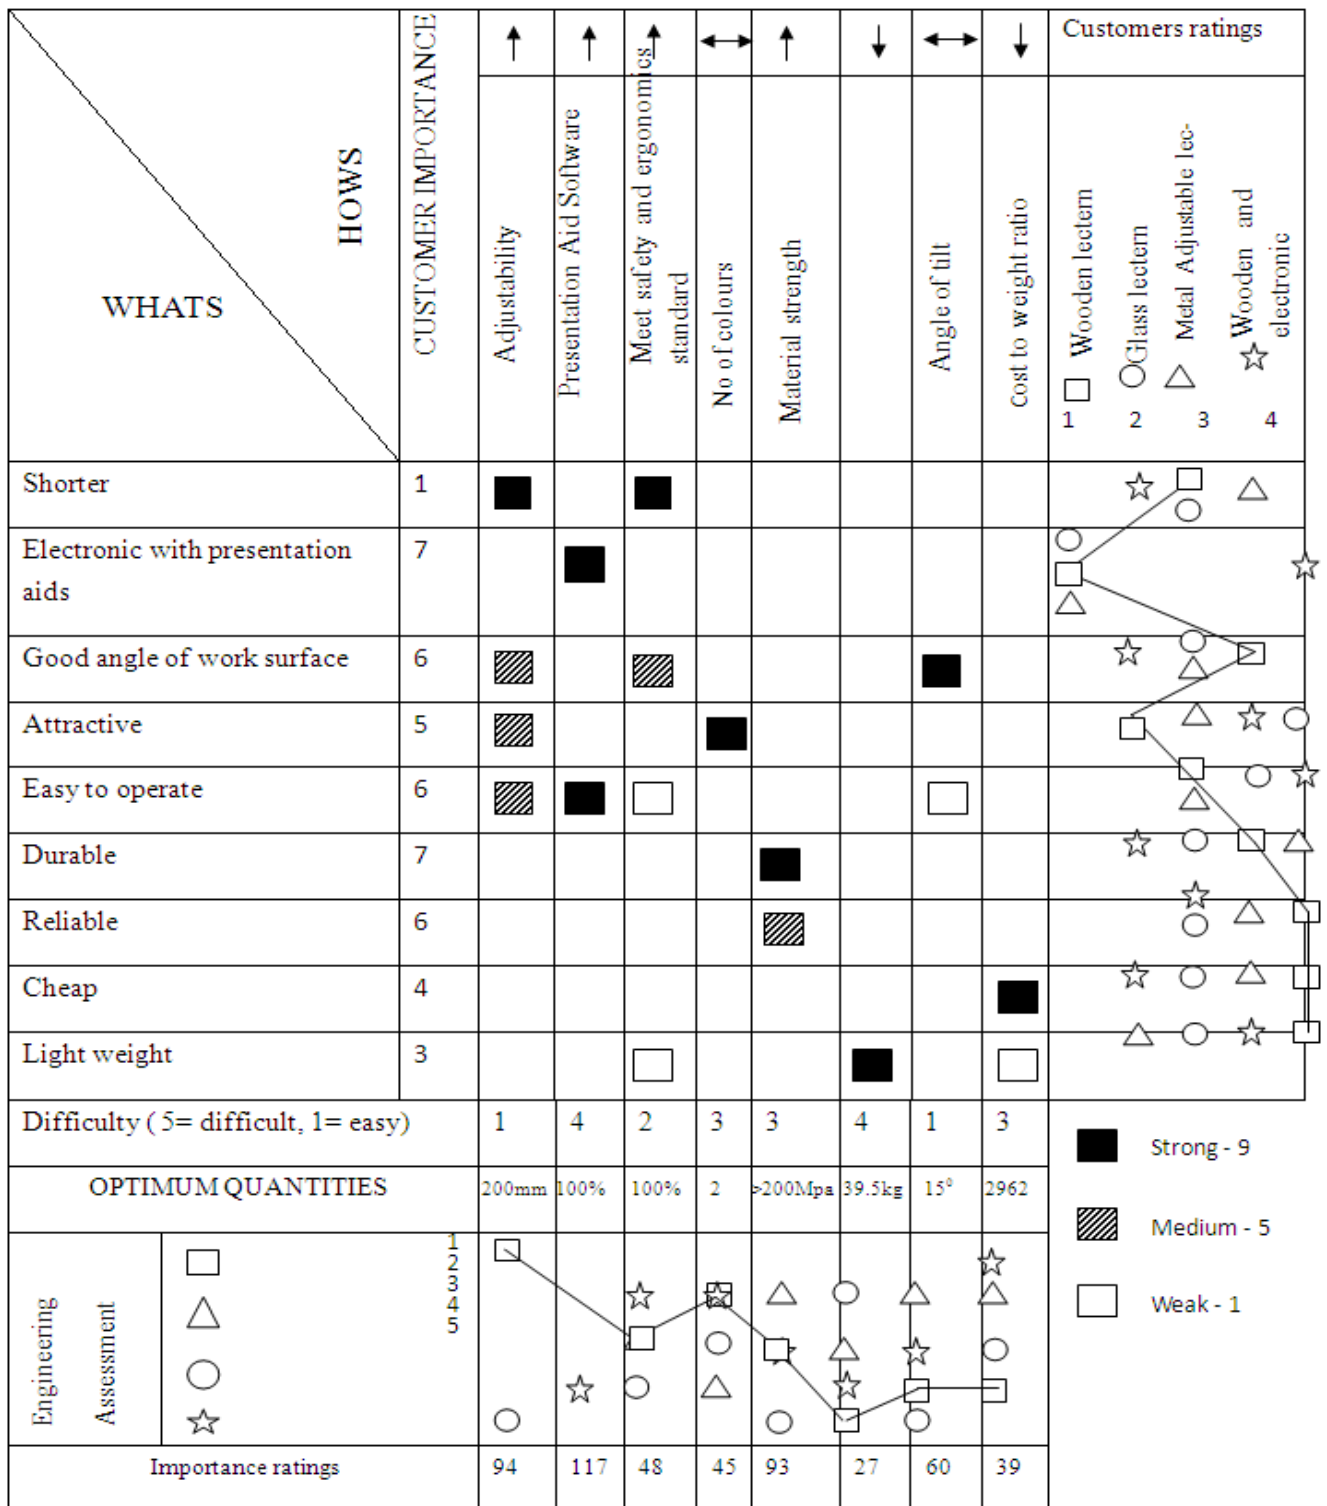 Customers ratings
HOWS
WHATS
CUSTOMER IMPORTANCE
Adjustability
Presentation Aid Software
Meet safety and ergonomics
standard
No of colours
Material strength
Angle of tilt
Cost to weight ratio
Wooden lectern
Glass lectern
Metal Adjustable lec-
Wooden and
electronic
1 2 3 4
Shorter 1
Electronic with presentation 7
aids
Good angle of work surface 6
Attractive 5
Easy to operate 6
Durable 7
Reliable 6
Cheap 4
Light weight 3
Difficulty ( 5= difficult, 1= easy) 1 4 2 3 3 4 1 3
OPTIMUM QUANTITIES 200mm 100% 100% 2 >200Mpa 39.5kg 15⁰ 2962
Strong - 9
Medium - 5
Weak - 1
Engineering
Assessment
1
2
3
4
5
Importance ratings 94 117 48 45 93 27 60 39